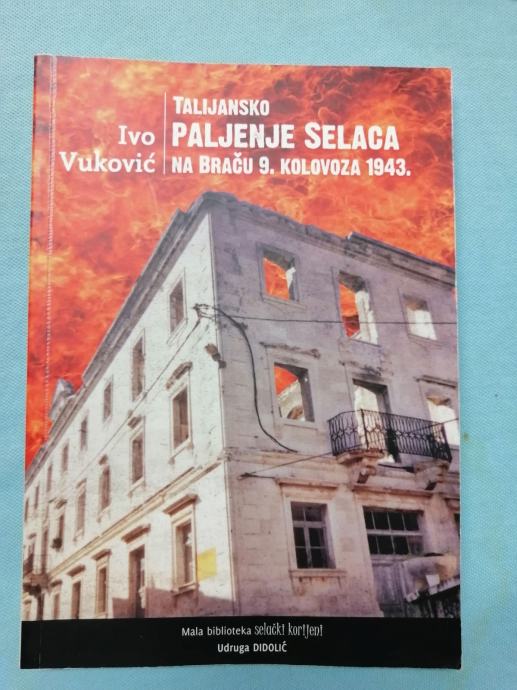 Ivo
Vuković
TALIJANSKO
PALJENJE SELACA
NA BRAČU 9. KOLOVOZA 1943.
Mala biblioteka selački korijeni
Udruga DIDOLIĆ